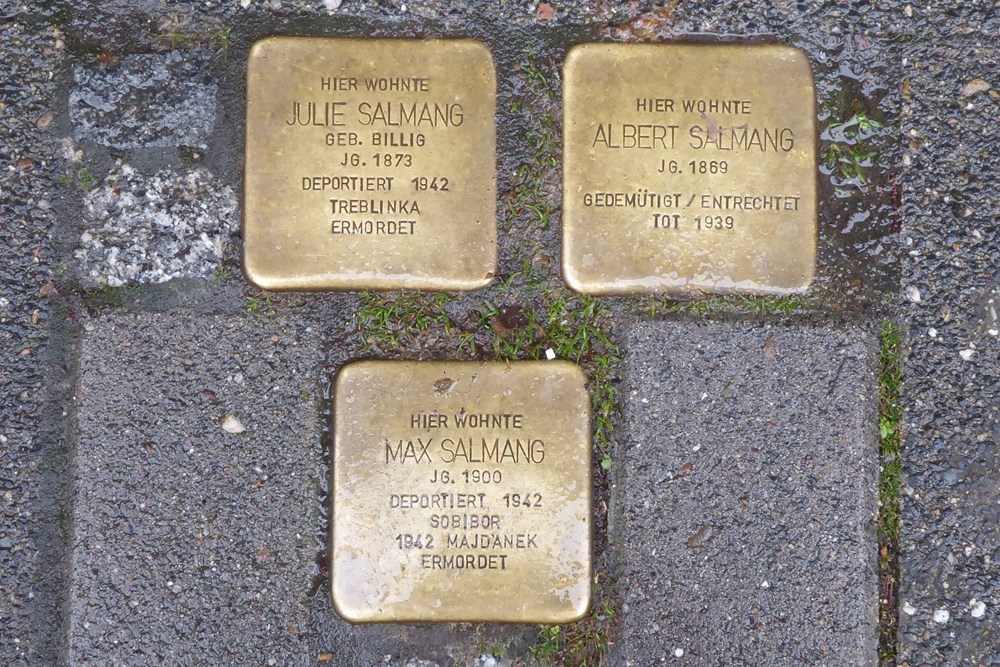 HIER WOHNTE
JULIE SALMANG
GEB. BILLIG
JG. 1873
DEPORTIERT 1942
TREBLINKA
ERMORDET
HIER WOHNTE
ALBERT SALMANG
JG. 1869
GEDEMÜTIGT / ENTRECHTET
TOT 1939
HIER WOHNTE
MAX SALMANG
JG. 1900
DEPORTIERT 1942
SOBIBOR
1942 MAJDANEK
ERMORDET